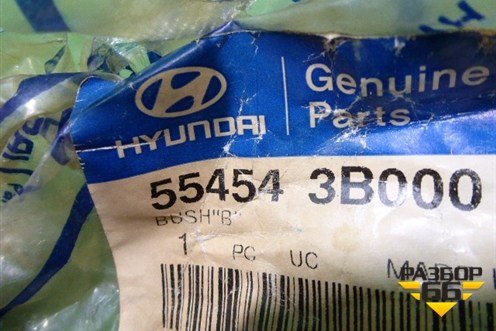 HYUNDAI
Genuine
Parts
55454 3B000
BUSH"B"
1 PC UC
РАЗБОР
66